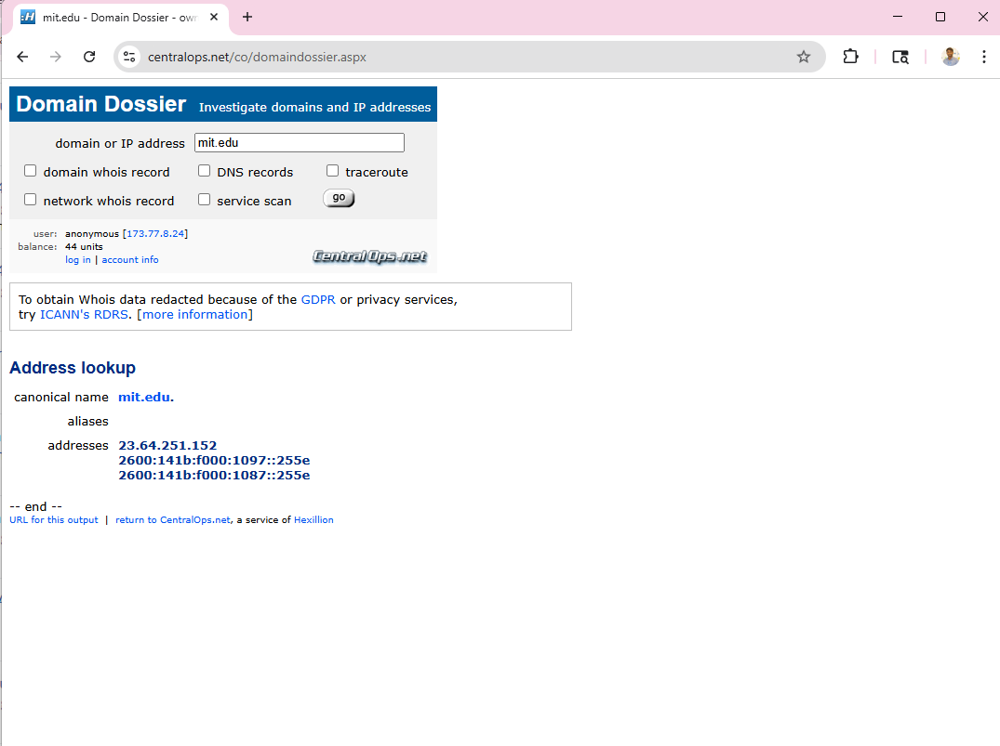 mit.edu - Domain Dossier - ow
centralops.net/co/domaindossier.aspx
Domain Dossier Investigate domains and IP addresses
domain or IP address mit.edu
domain whois record DNS records traceroute
network whois record service scan go
user: anonymous [173.77.8.24]
balance: 44 units
log in | account info
CentralOps.net
To obtain Whois data redacted because of the GDPR or privacy services,
try ICANN's RDRS. [more information]
Address lookup
canonical name mit.edu.
aliases
addresses 23.64.251.152
2600:141b:f000:1097::255e
2600:141b:f000:1087::255e
-- end --
URL for this output | return to CentralOps.net, a service of Hexillion